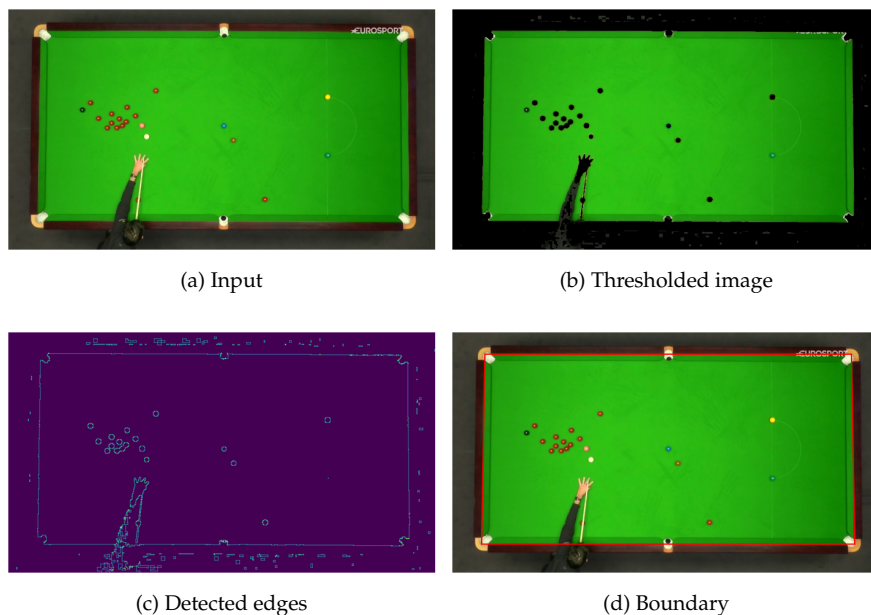 EUROSPORT
(a) Input
(b) Thresholded image
(c) Detected edges
EUROSPORT
(d) Boundary